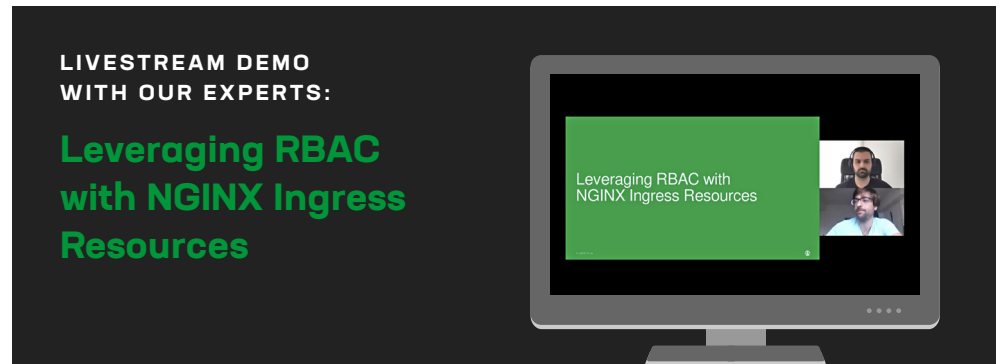 LIVESTREAM DEMO
WITH OUR EXPERTS:
Leveraging RBAC
with NGINX Ingress
Resources
Leveraging RBAC with
NGINX Ingress Resources